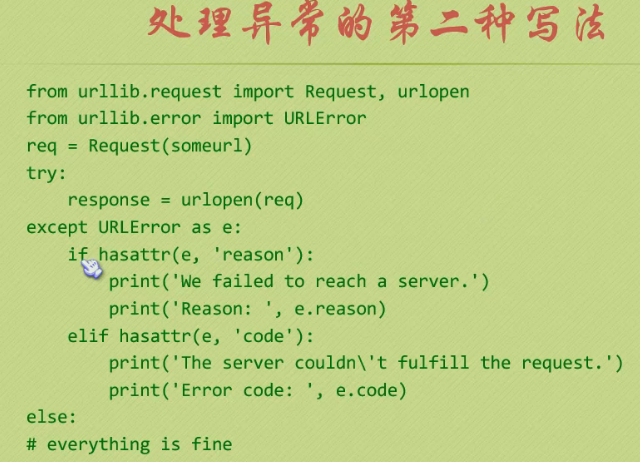 处理异常的第二种写法
from urllib.request import Request, urlopen
from urllib.error import URLError
req = Request(someurl)
try:
    response = urlopen(req)
except URLError as e:
    if hasattr(e, 'reason'):
        print('We failed to reach a server.')
        print('Reason: ', e.reason)
    elif hasattr(e, 'code'):
        print('The server couldn\'t fulfill the request.')
        print('Error code: ', e.code)
else:
# everything is fine